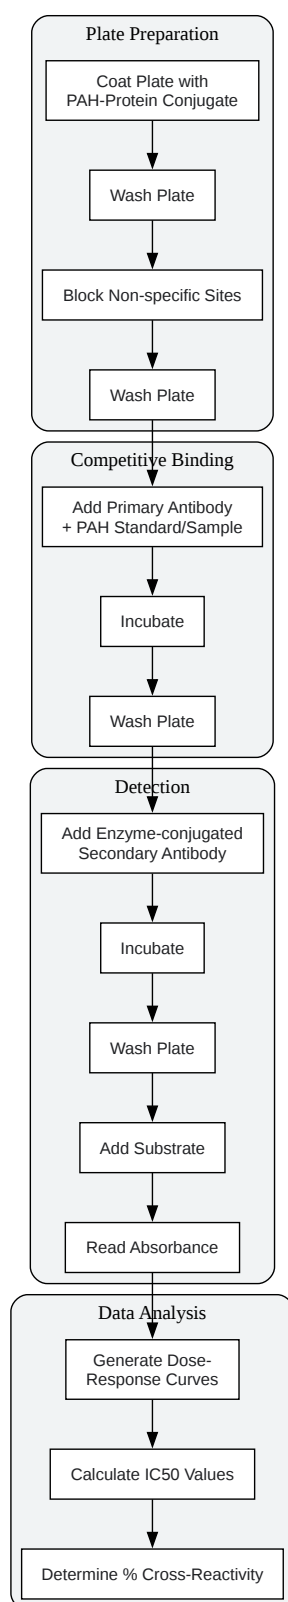 Plate Preparation
Coat Plate with
PAH-Protein Conjugate
Wash Plate
Block Non-specific Sites
Wash Plate
Competitive Binding
Add Primary Antibody
+ PAH Standard/Sample
Incubate
Wash Plate
Detection
Add Enzyme-conjugated
Secondary Antibody
Incubate
Wash Plate
Add Substrate
Read Absorbance
Data Analysis
Generate Dose-
Response Curves
Calculate IC50 Values
Determine % Cross-Reactivity